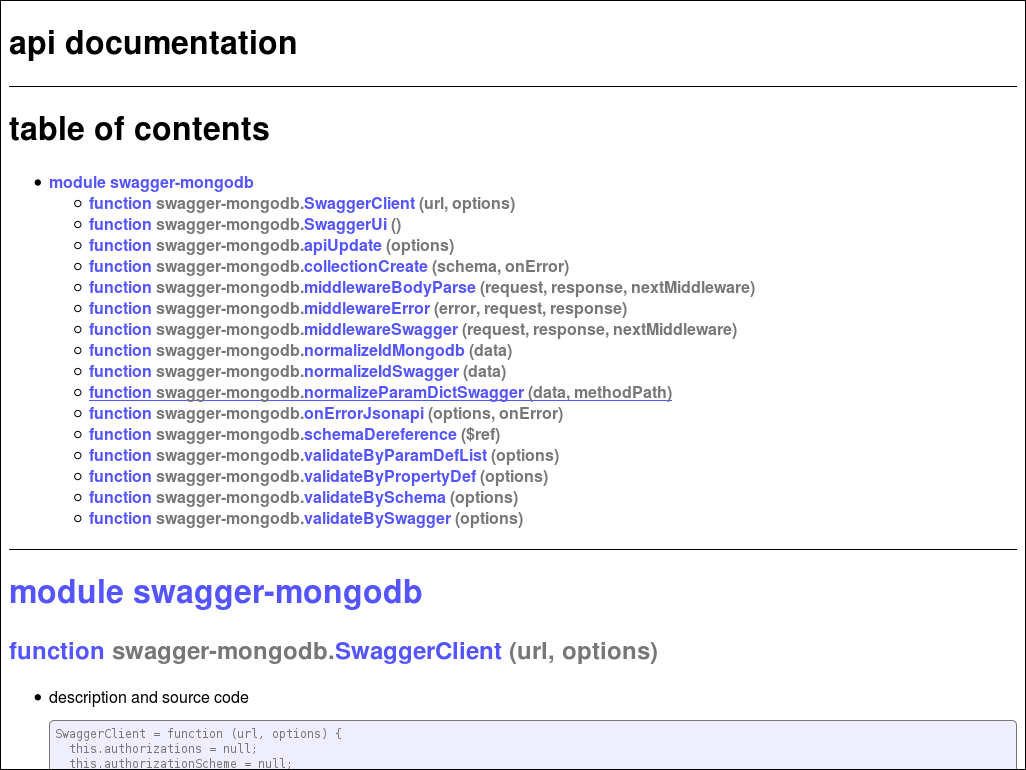 api documentation
table of contents
module swagger-mongodb
function swagger-mongodb.SwaggerClient (url, options)
function swagger-mongodb.SwaggerUi ()
function swagger-mongodb.apiUpdate (options)
function swagger-mongodb.collectionCreate (schema, onError)
function swagger-mongodb.middlewareBodyParse (request, response, nextMiddleware)
function swagger-mongodb.middlewareError (error, request, response)
function swagger-mongodb.middlewareSwagger (request, response, nextMiddleware)
function swagger-mongodb.normalizeIdMongodb (data)
function swagger-mongodb.normalizeIdSwagger (data)
function swagger-mongodb.normalizeParamDictSwagger (data, methodPath)
function swagger-mongodb.onErrorJsonapi (options, onError)
function swagger-mongodb.schemaDereference ($ref)
function swagger-mongodb.validateByParamDefList (options)
function swagger-mongodb.validateByPropertyDef (options)
function swagger-mongodb.validateBySchema (options)
function swagger-mongodb.validateBySwagger (options)
module swagger-mongodb
function swagger-mongodb.SwaggerClient (url, options)
description and source code
SwaggerClient = function (url, options) {
this.authorizations = null;
this.authorizationScheme = null;